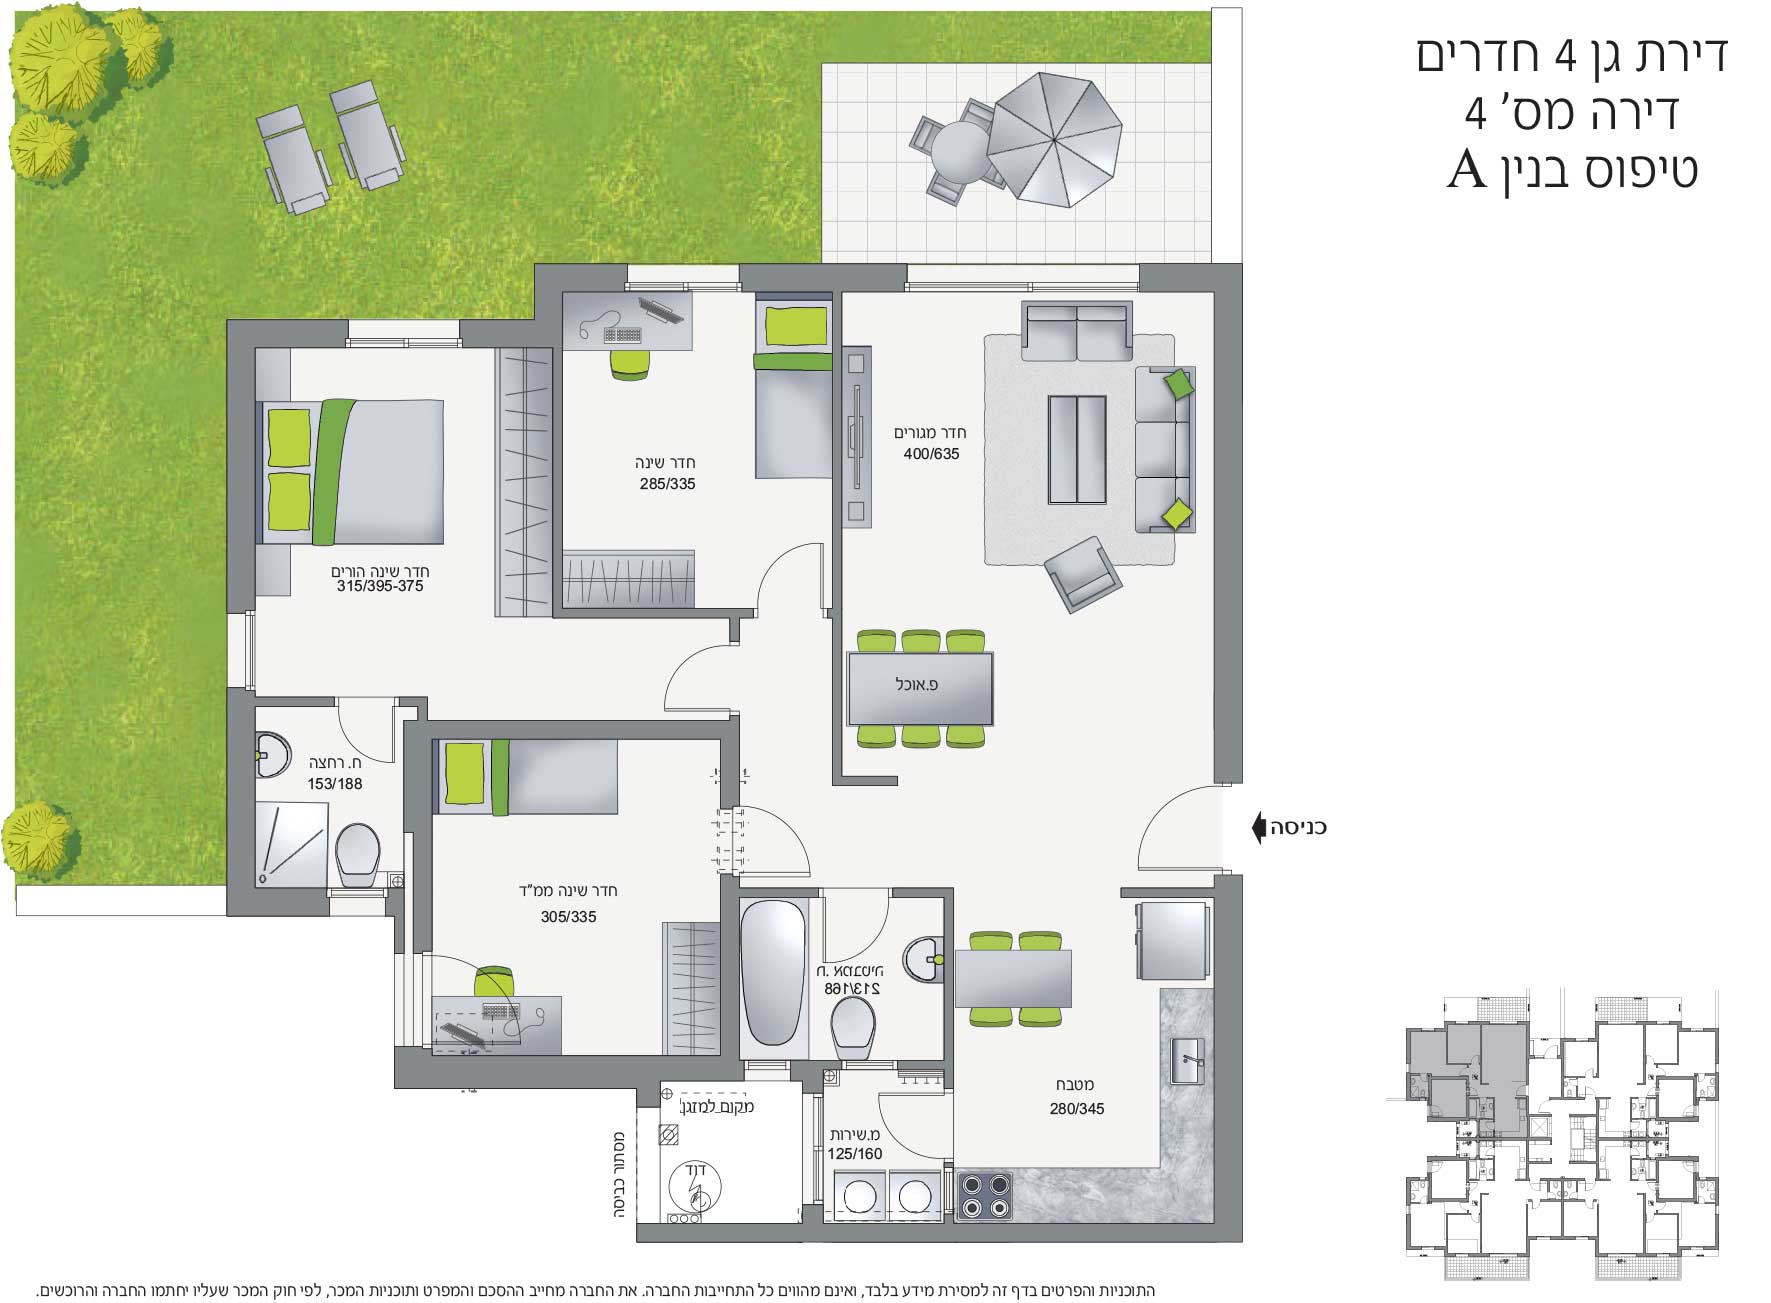 דירת גן 4 חדרים
דירה מס' 4
טיפוס בנין A
חדר מגורים
400/635
חדר שינה
285/335
חדר שינה הורים
315/395-375
פ.אוכל
ח. רחצה
153/188
כניסה
חדר שינה ממ"ד
305/335
ח. אמבטיה
213/168
מטבח
280/345
מקום למזגן
מ.שירות
125/160
דוד
מסתור כביסה
התוכניות והפרטים בדף זה למסירת מידע בלבד, ואינם מהווים כל התחייבות החברה. את החברה מחייב ההסכם והמפרט ותוכניות המכר, לפי חוק המכר שעליו יחתמו החברה והרוכשים.